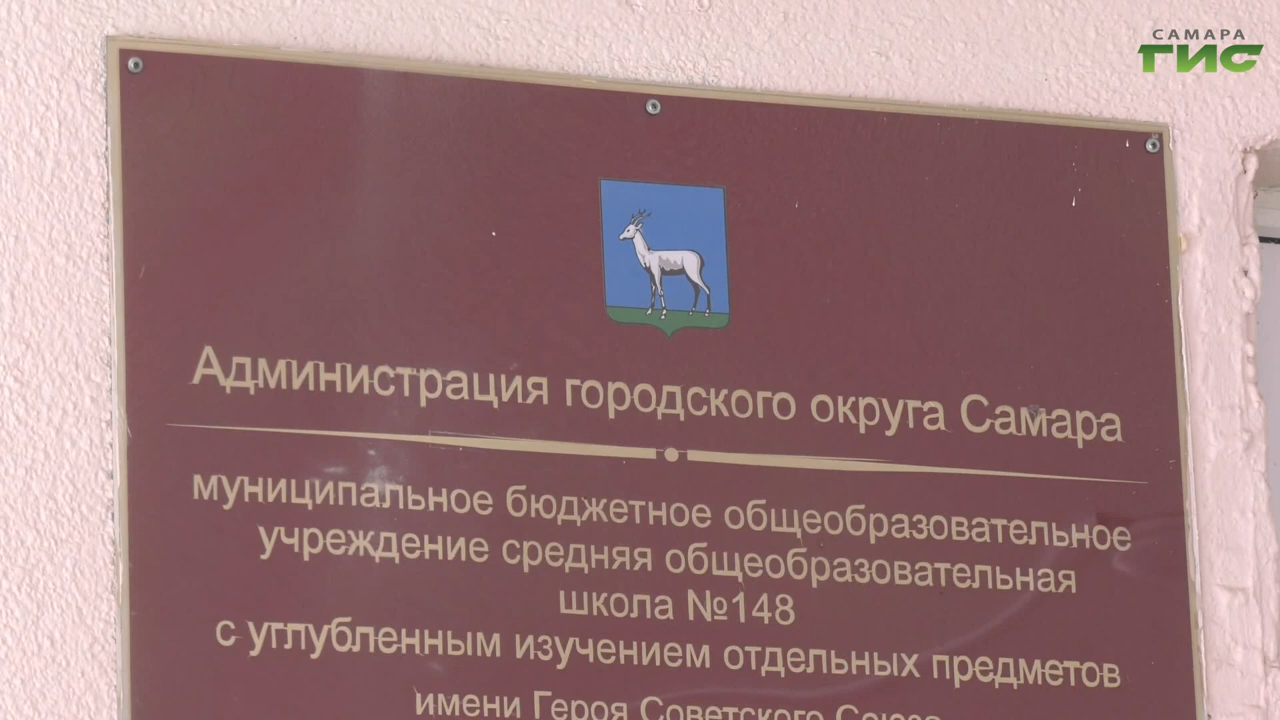 САМАРА
ГИС
Администрация городского округа Самара
муниципальное бюджетное общеобразовательное
учреждение средняя общеобразовательная
школа №148
с углубленным изучением отдельных предметов
имени Героя Советского Союза